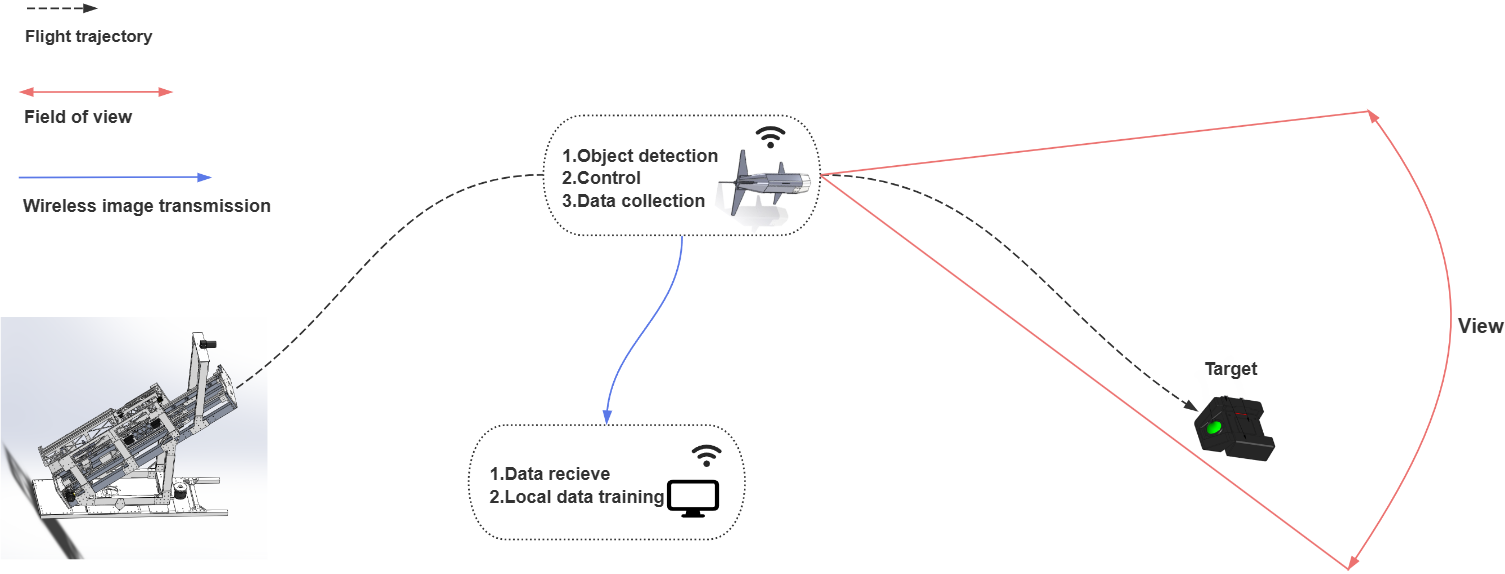 Flight trajectory
Field of view
Wireless image transmission
1.Object detection
2.Control
3.Data collection
View
Target
1.Data recieve
2.Local data training